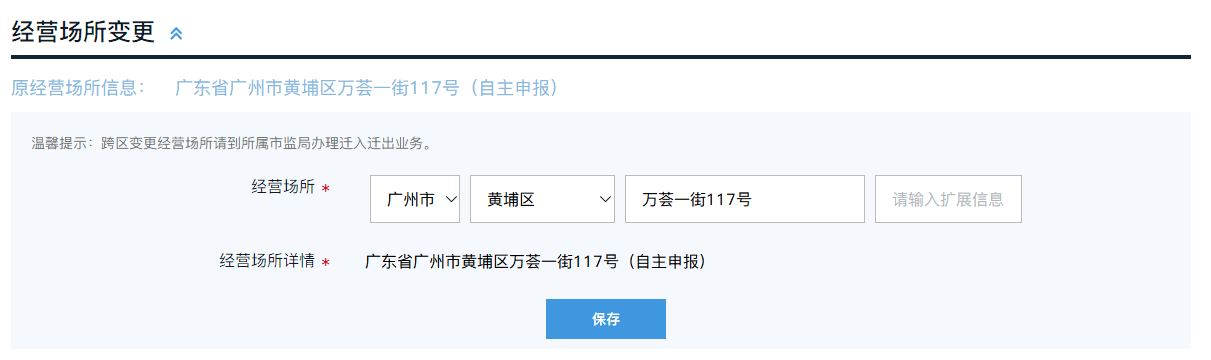 经营场所变更
原经营场所信息： 广东省广州市黄埔区万荟一街117号（自主申报）
温馨提示：跨区变更经营场所请到所属市监局办理迁入迁出业务。
经营场所 * 广州市 黄埔区 万荟一街117号 请输入扩展信息
经营场所详情 * 广东省广州市黄埔区万荟一街117号（自主申报）
保存